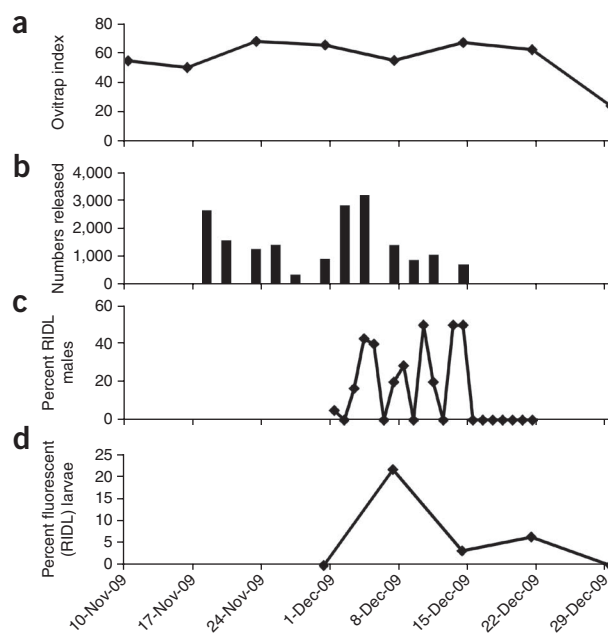 a
Ovitrap index
80
60
40
20
0
b
Numbers released
4,000
3,000
2,000
1,000
0
c
Percent RIDL
males
60
40
20
0
d
Percent fluorescent
(RIDL) larvae
25
20
15
10
5
0
10-Nov-09
17-Nov-09
24-Nov-09
1-Dec-09
8-Dec-09
15-Dec-09
22-Dec-09
29-Dec-09